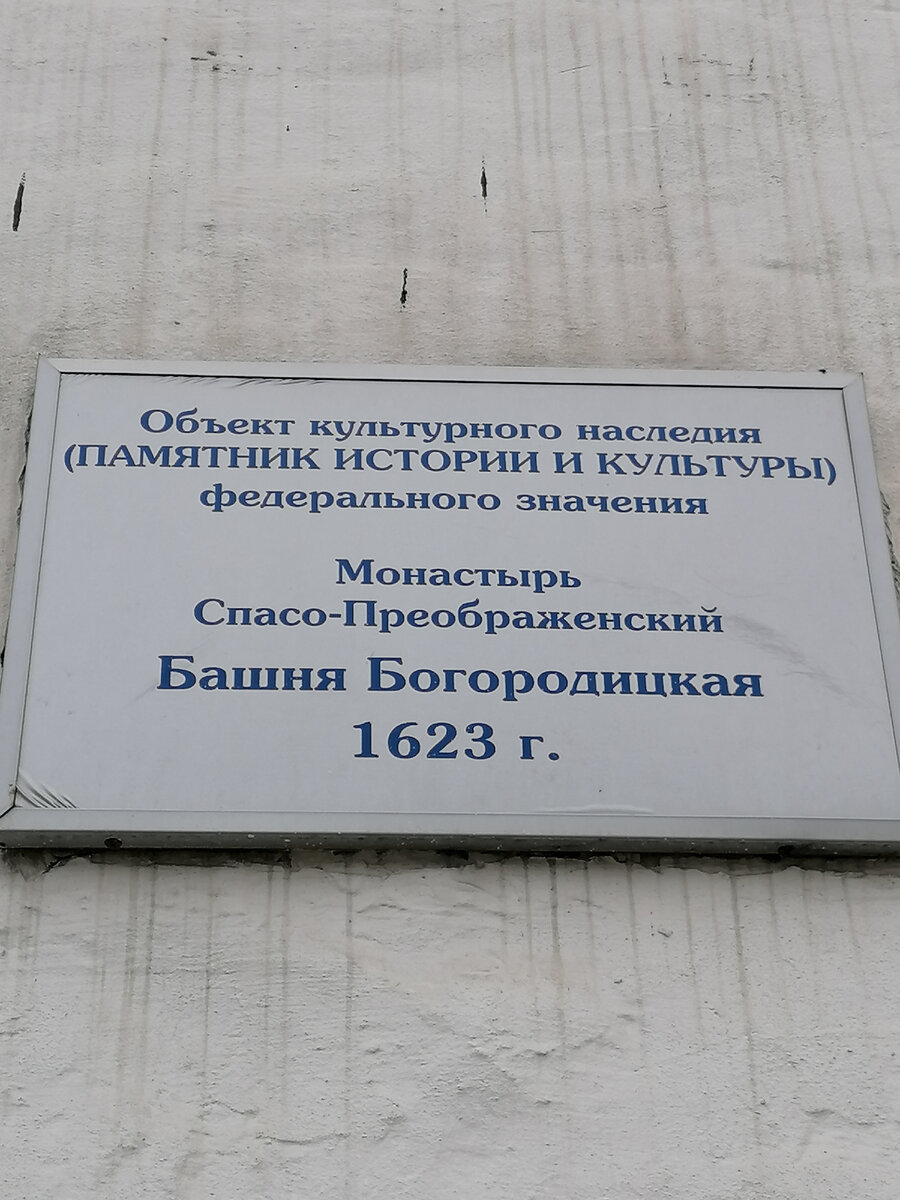 Объект культурного наследия
(ПАМЯТНИК ИСТОРИИ И КУЛЬТУРЫ)
федерального значения
Монастырь
Спасо-Преображенский
Башня Богородицкая
1623 г.